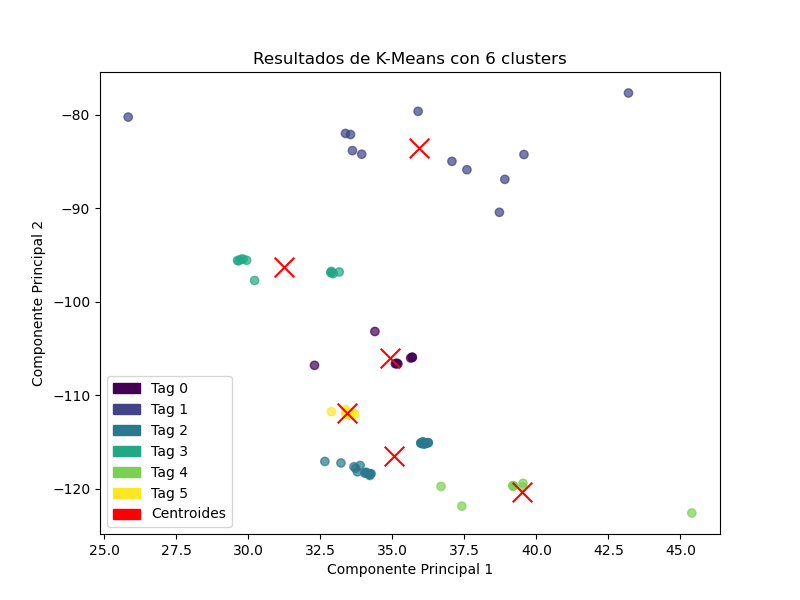 Resultados de K-Means con 6 clusters
−80
−90
−100
−110
−120
Componente Principal 2
Tag 0
Tag 1
Tag 2
Tag 3
Tag 4
Tag 5
Centroides
25.0 27.5 30.0 32.5 35.0 37.5 40.0 42.5 45.0
Componente Principal 1